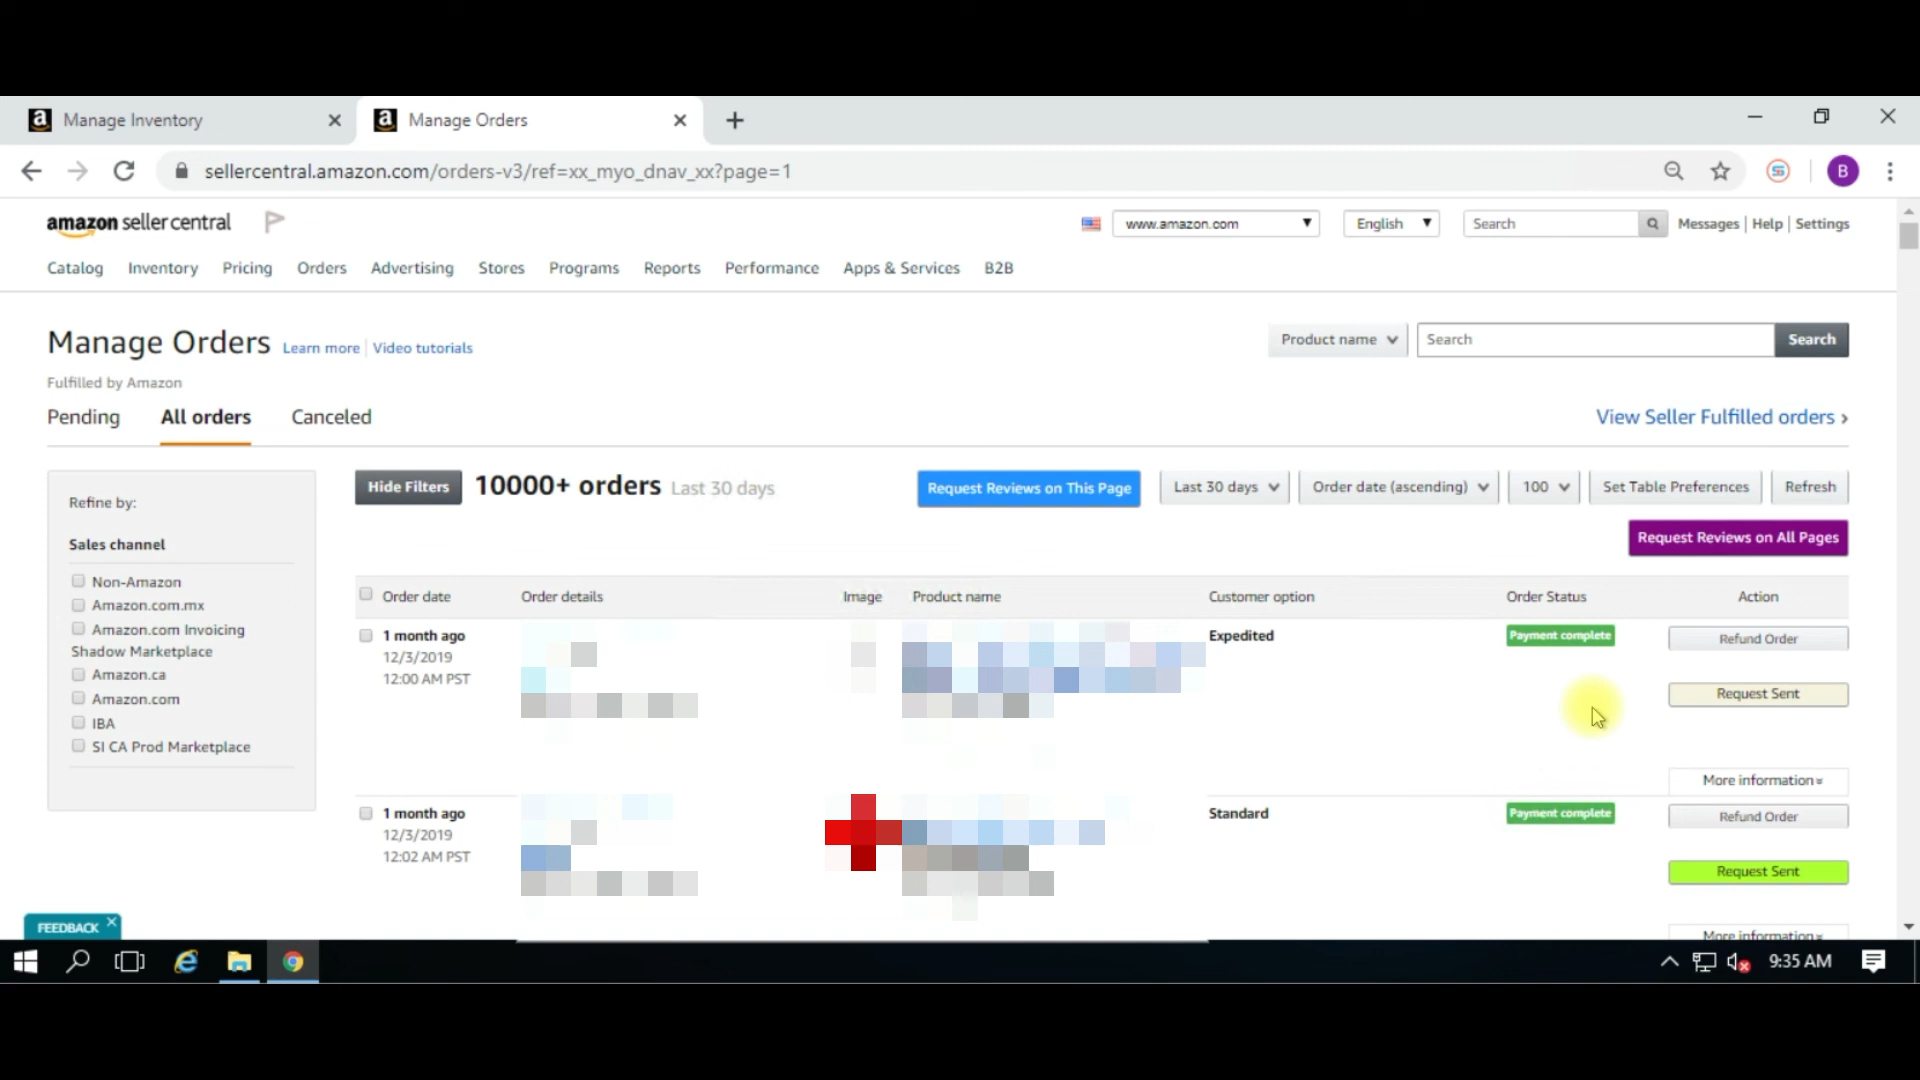 Manage Inventory
Manage Orders
sellercentral.amazon.com/orders-v3/ref=xx_myo_dnav_xx?page=1
B
amazon seller central
www.amazon.com
English
Search
Messages | Help | Settings
Catalog Inventory Pricing Orders Advertising Stores Programs Reports Performance Apps & Services B2B
Manage Orders Learn more | Video tutorials
Product name
Search
Search
Fulfilled by Amazon
Pending All orders Canceled
View Seller Fulfilled orders ›
Refine by:
Sales channel
Non-Amazon
Amazon.com.mx
Amazon.com Invoicing
Shadow Marketplace
Amazon.ca
Amazon.com
IBA
SI CA Prod Marketplace
Hide Filters
10000+ orders Last 30 days
Request Reviews on This Page
Last 30 days
Order date (ascending)
100
Set Table Preferences
Refresh
Request Reviews on All Pages
Order date Order details Image Product name Customer option Order Status Action
1 month ago
12/3/2019
12:00 AM PST
Expedited
Payment complete
Refund Order
Request Sent
More information
1 month ago
12/3/2019
12:02 AM PST
Standard
Payment complete
Refund Order
Request Sent
More information
FEEDBACK
9:35 AM